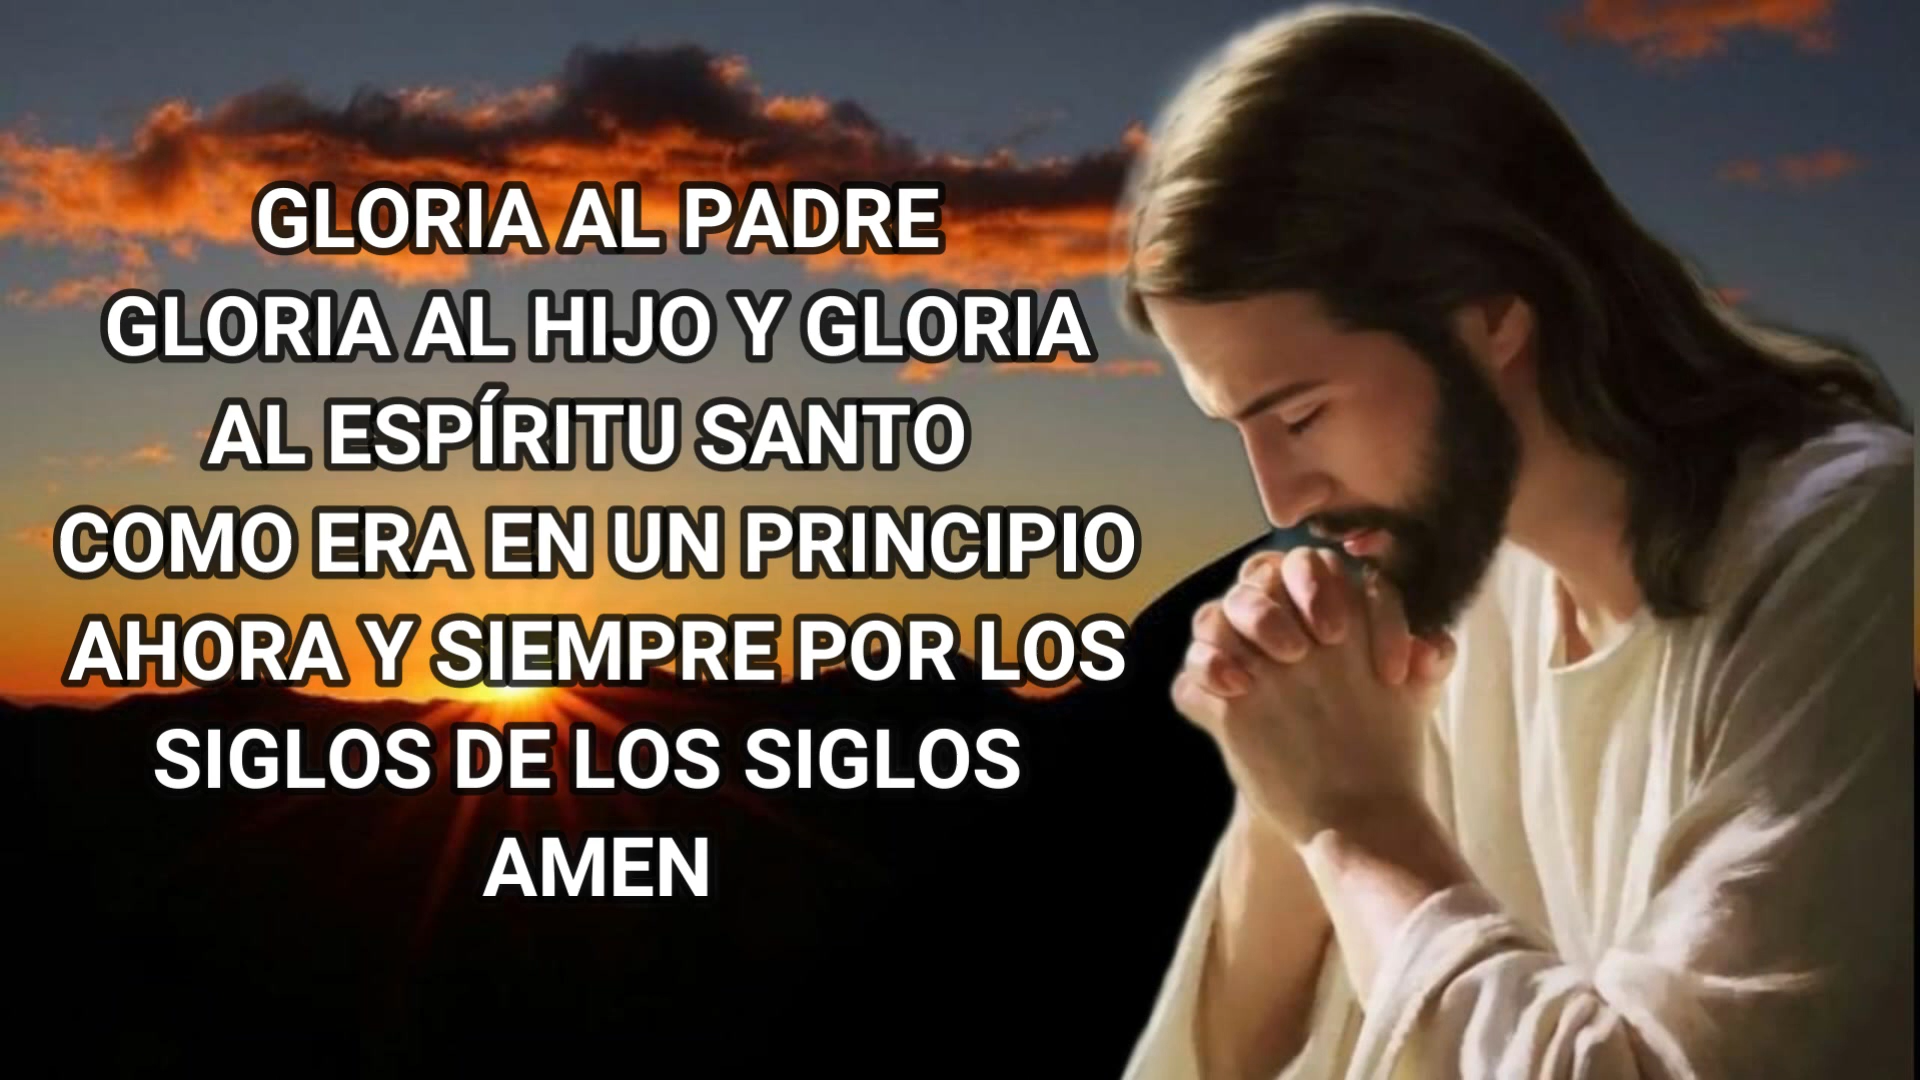 GLORIA AL PADRE
GLORIA AL HIJO Y GLORIA
AL ESPÍRITU SANTO
COMO ERA EN UN PRINCIPIO
AHORA Y SIEMPRE POR LOS
SIGLOS DE LOS SIGLOS
AMEN